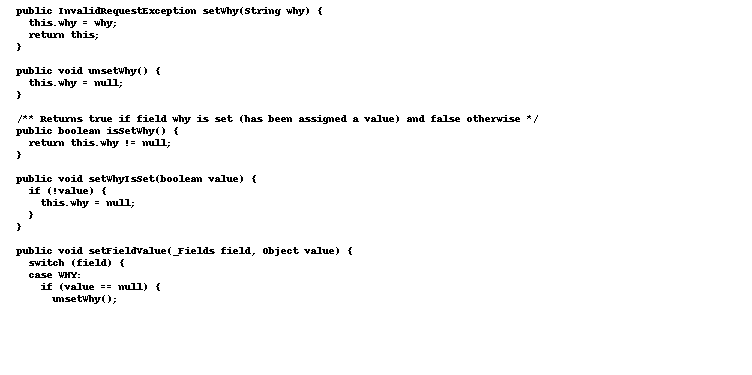 public InvalidRequestException setWhy(String why) {
  this.why = why;
  return this;
}

public void unsetWhy() {
  this.why = null;
}

/** Returns true if field why is set (has been assigned a value) and false otherwise */
public boolean isSetWhy() {
  return this.why != null;
}

public void setWhyIsSet(boolean value) {
  if (!value) {
    this.why = null;
  }
}

public void setFieldValue(_Fields field, Object value) {
  switch (field) {
  case WHY:
    if (value == null) {
      unsetWhy();